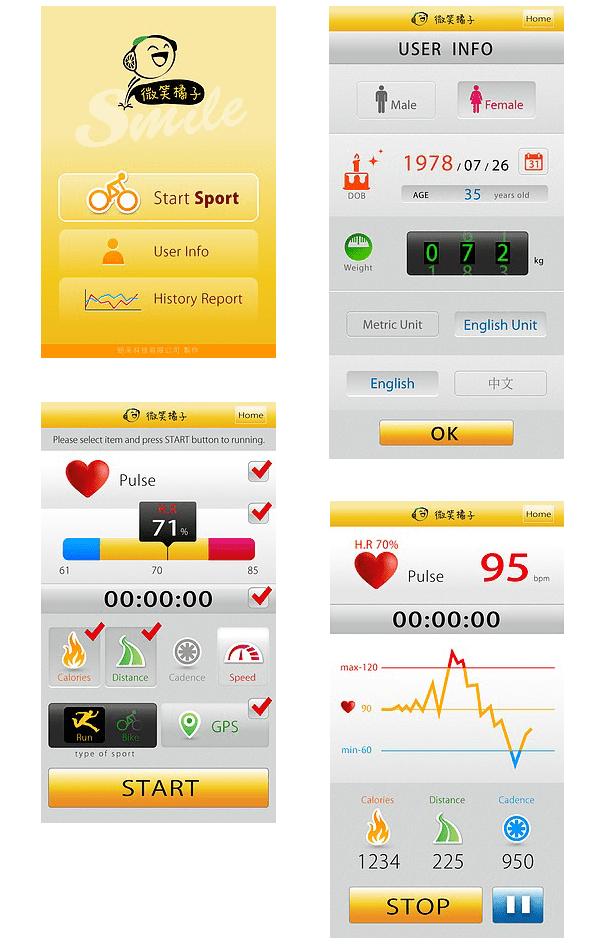 微笑橘子
Smile
Start Sport
User Info
History Report
微笑橘子
Home
USER INFO
Male
Female
1978 / 07 / 26
31
DOB
AGE 35 years old
Weight
0 7 2 kg
Metric Unit
English Unit
English
中文
OK
微笑橘子
Home
Please select item and press START button to running.
Pulse
H.R
71%
61 70 85
00:00:00
Calories
Distance
Cadence
Speed
Run
Bike
GPS
type of sport
START
微笑橘子
Home
H.R 70%
Pulse
95 bpm
00:00:00
max-120
90
min-60
Calories Distance Cadence
1234 225 950
STOP